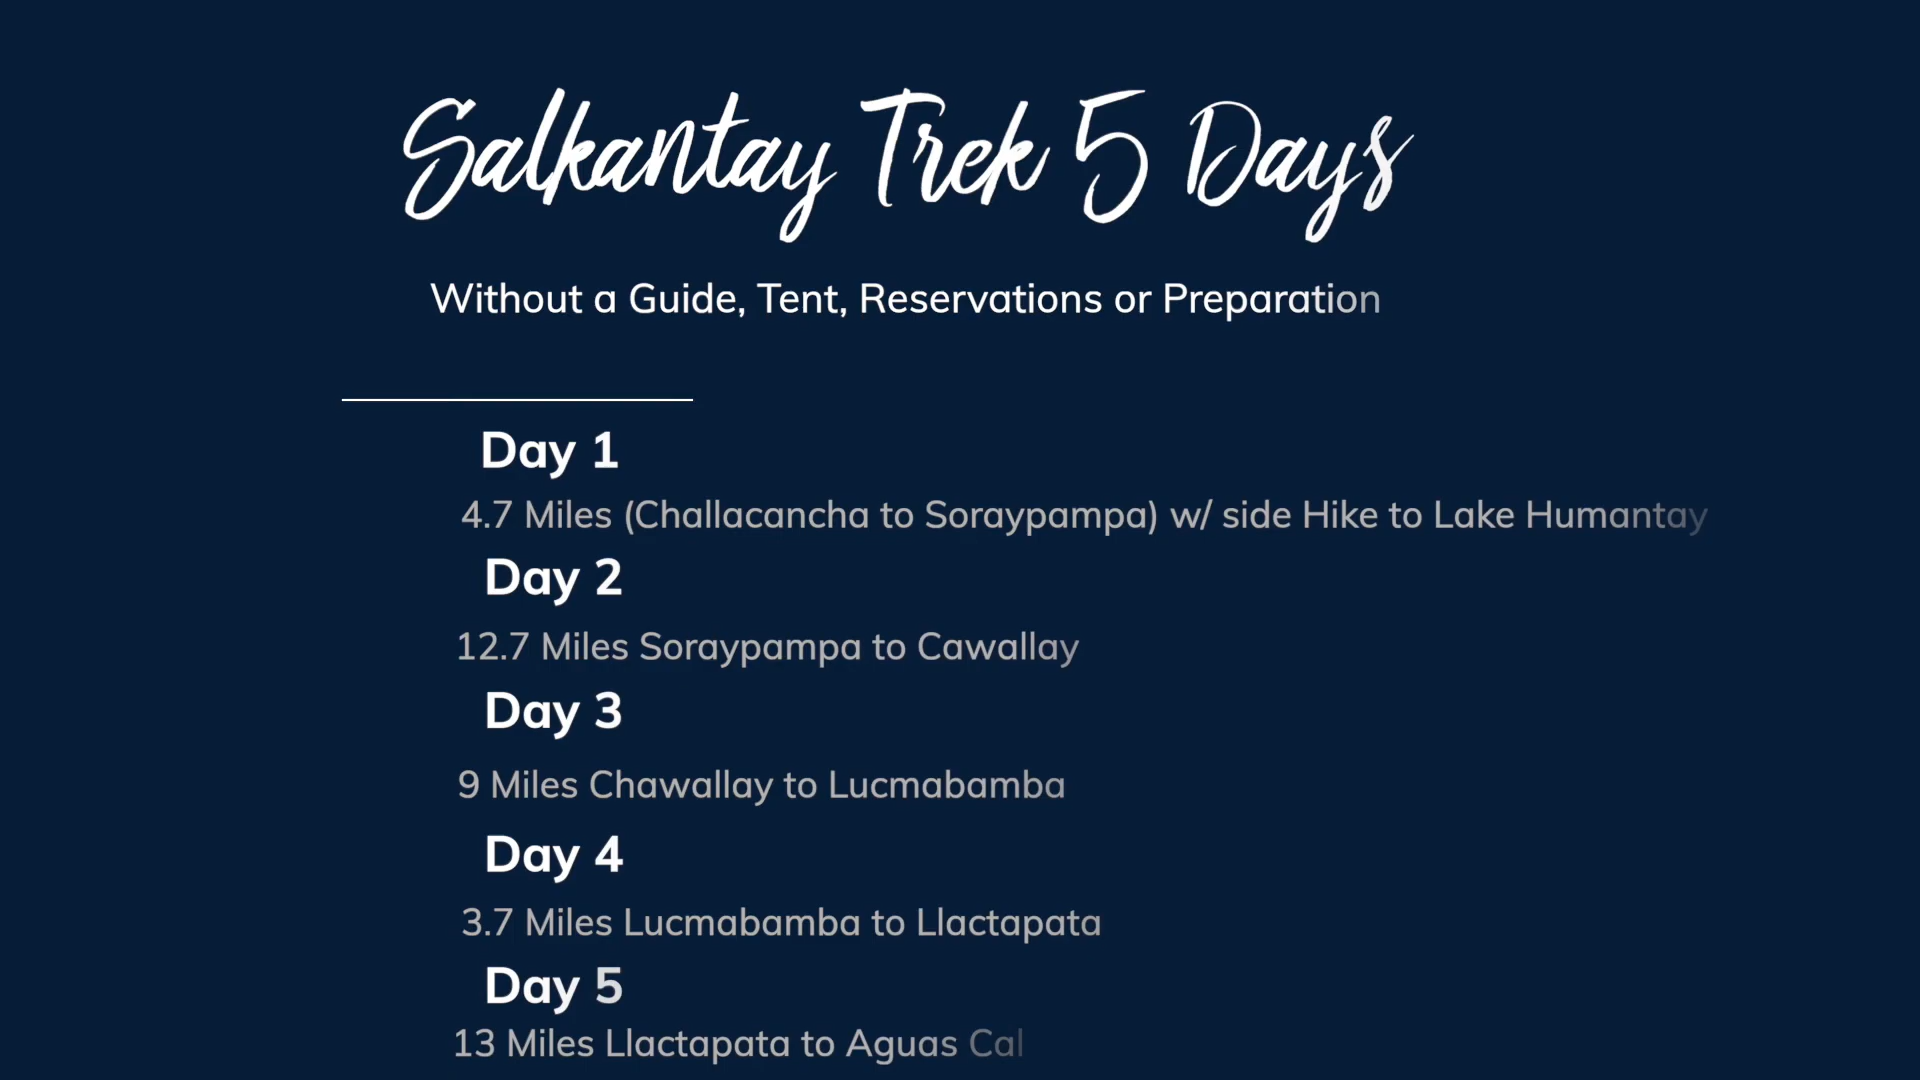 Salkantay Trek 5 Days
Without a Guide, Tent, Reservations or Preparation
Day 1
4.7 Miles (Challacancha to Soraypampa) w/ side Hike to Lake Humantay
Day 2
12.7 Miles Soraypampa to Cawallay
Day 3
9 Miles Chawallay to Lucmabamba
Day 4
3.7 Miles Lucmabamba to Llactapata
Day 5
13 Miles Llactapata to Aguas Cal